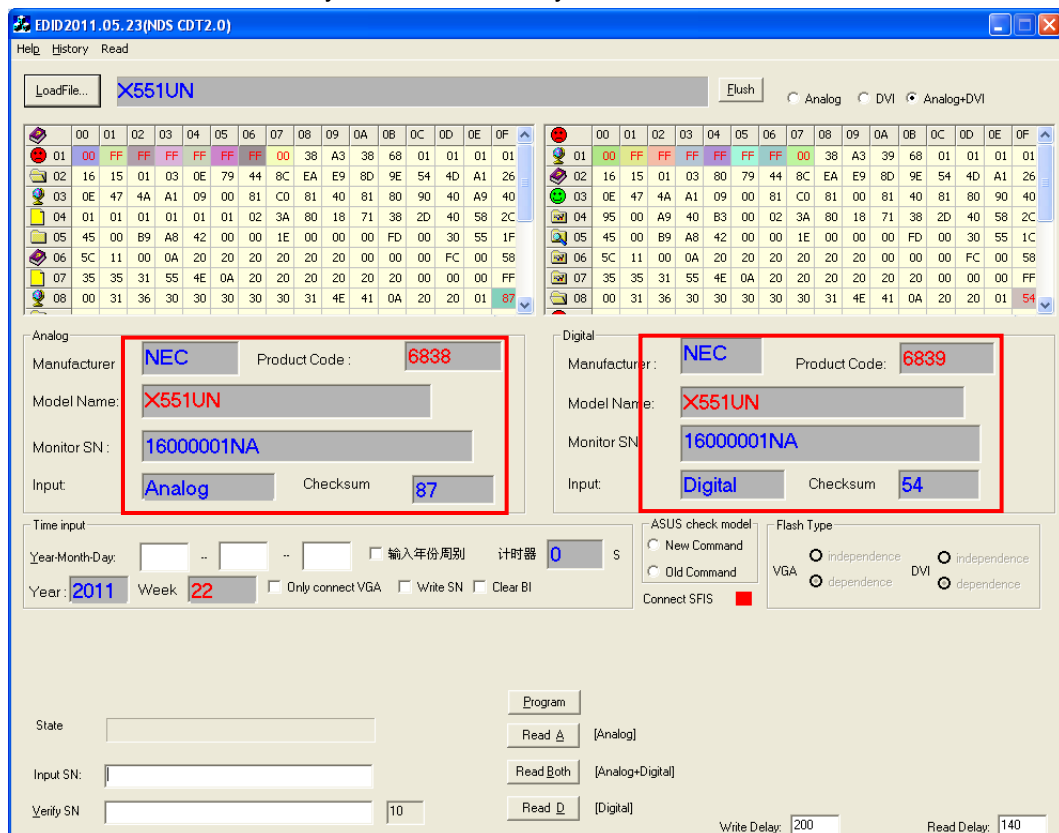 EDID2011.05.23(NDS CDT2.0)
Help History Read
LoadFile... X551UN Flush Analog DVI Analog+DVI
00 01 02 03 04 05 06 07 08 09 0A 0B 0C 0D 0E 0F
01 00 FF FF FF FF FF FF 00 38 A3 38 68 01 01 01 01
02 16 15 01 03 0E 79 44 8C EA E9 8D 9E 54 4D A1 26
03 0E 47 4A A1 09 00 81 C0 81 40 81 80 90 40 A9 40
04 01 01 01 01 01 01 02 3A 80 18 71 38 2D 40 58 2C
05 45 00 B9 A8 42 00 00 1E 00 00 00 FD 00 30 55 1F
06 5C 11 00 0A 20 20 20 20 20 20 00 00 00 FC 00 58
07 35 35 31 55 4E 0A 20 20 20 20 20 20 00 00 00 FF
08 00 31 36 30 30 30 30 30 31 4E 41 0A 20 20 01 87
00 01 02 03 04 05 06 07 08 09 0A 0B 0C 0D 0E 0F
01 00 FF FF FF FF FF FF 00 38 A3 39 68 01 01 01 01
02 16 15 01 03 80 79 44 8C EA E9 8D 9E 54 4D A1 26
03 0E 47 4A A1 09 00 81 C0 81 00 81 40 81 80 90 40
04 95 00 A9 40 B3 00 02 3A 80 18 71 38 2D 40 58 2C
05 45 00 B9 A8 42 00 00 1E 00 00 00 FD 00 30 55 1C
06 5C 11 00 0A 20 20 20 20 20 20 00 00 00 FC 00 58
07 35 35 31 55 4E 0A 20 20 20 20 20 20 00 00 00 FF
08 00 31 36 30 30 30 30 30 31 4E 41 0A 20 20 01 54
Analog
Manufacturer NEC Product Code : 6838
Model Name: X551UN
Monitor SN : 16000001NA
Input: Analog Checksum 87
Digital
Manufacturer : NEC Product Code: 6839
Model Name: X551UN
Monitor SN 16000001NA
Input: Digital Checksum 54
Time input
Year-Month-Day: -- -- 输入年份周别 计时器 0 S
Year : 2011 Week 22 Only connect VGA Write SN Clear BI
ASUS check model
New Command
Old Command
Connect SFIS
Flash Type
VGA independence dependence
DVI independence dependence
Program
State
Read A [Analog]
Input SN: Read Both [Analog+Digital]
Verify SN 10 Read D [Digital]
Write Delay: 200 Read Delay: 140